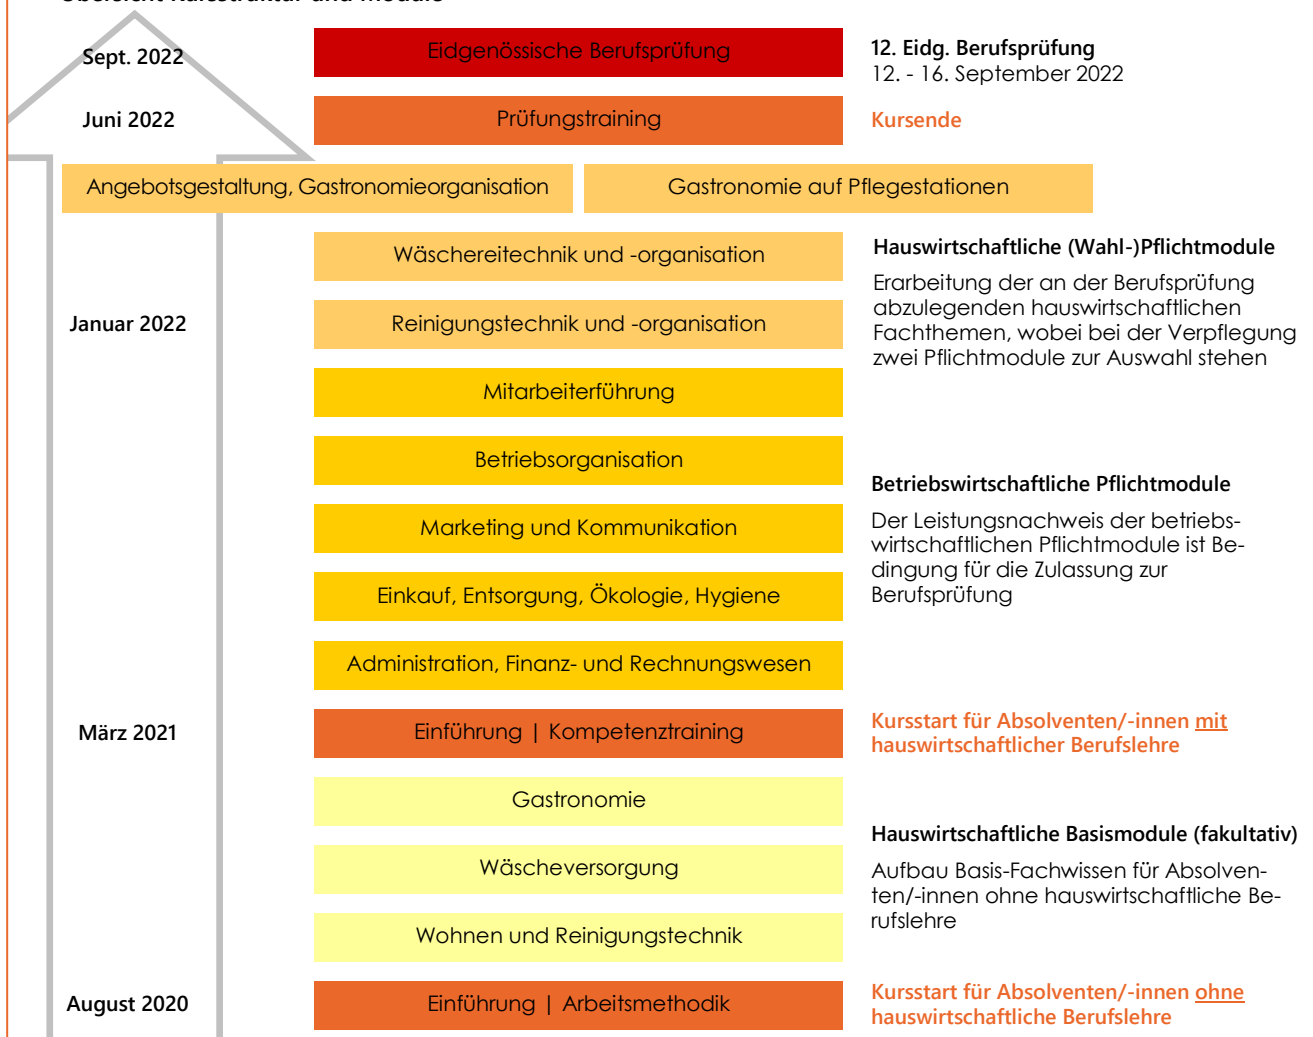 Sept. 2022
Eidgenössische Berufsprüfung
12. Eidg. Berufsprüfung
12. - 16. September 2022
Juni 2022
Prüfungstraining
Kursende
Angebotsgestaltung, Gastronomieorganisation
Gastronomie auf Pflegestationen
Wäschereitechnik und -organisation
Hauswirtschaftliche (Wahl-)Pflichtmodule
Erarbeitung der an der Berufsprüfung
abzulegenden hauswirtschaftlichen
Fachthemen, wobei bei der Verpflegung
zwei Pflichtmodule zur Auswahl stehen
Januar 2022
Reinigungstechnik und -organisation
Mitarbeiterführung
Betriebsorganisation
Betriebswirtschaftliche Pflichtmodule
Der Leistungsnachweis der betriebs-
wirtschaftlichen Pflichtmodule ist Be-
dingung für die Zulassung zur
Berufsprüfung
Marketing und Kommunikation
Einkauf, Entsorgung, Ökologie, Hygiene
Administration, Finanz- und Rechnungswesen
März 2021
Einführung | Kompetenztraining
Kursstart für Absolventen/-innen mit
hauswirtschaftlicher Berufslehre
Gastronomie
Hauswirtschaftliche Basismodule (fakultativ)
Aufbau Basis-Fachwissen für Absolven-
ten/-innen ohne hauswirtschaftliche Be-
rufslehre
Wäscheversorgung
Wohnen und Reinigungstechnik
August 2020
Einführung | Arbeitsmethodik
Kursstart für Absolventen/-innen ohne
hauswirtschaftliche Berufslehre